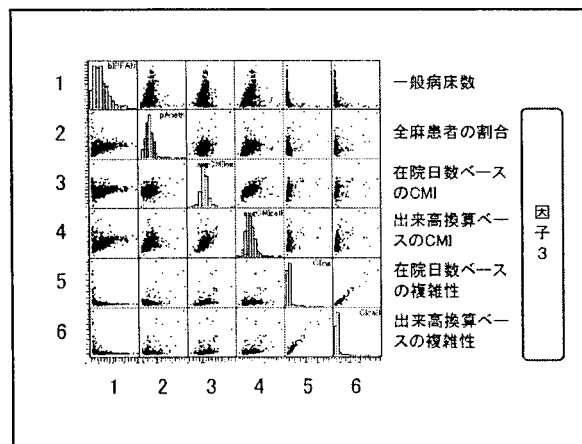 1
一般病床数
2
全麻患者の割合
3
在院日数ベース
のCMI
4
出来高換算ベー
スのCMI
5
在院日数ベース
の複雑性
6
出来高換算ベー
スの複雑性
1 2 3 4 5 6
因子3